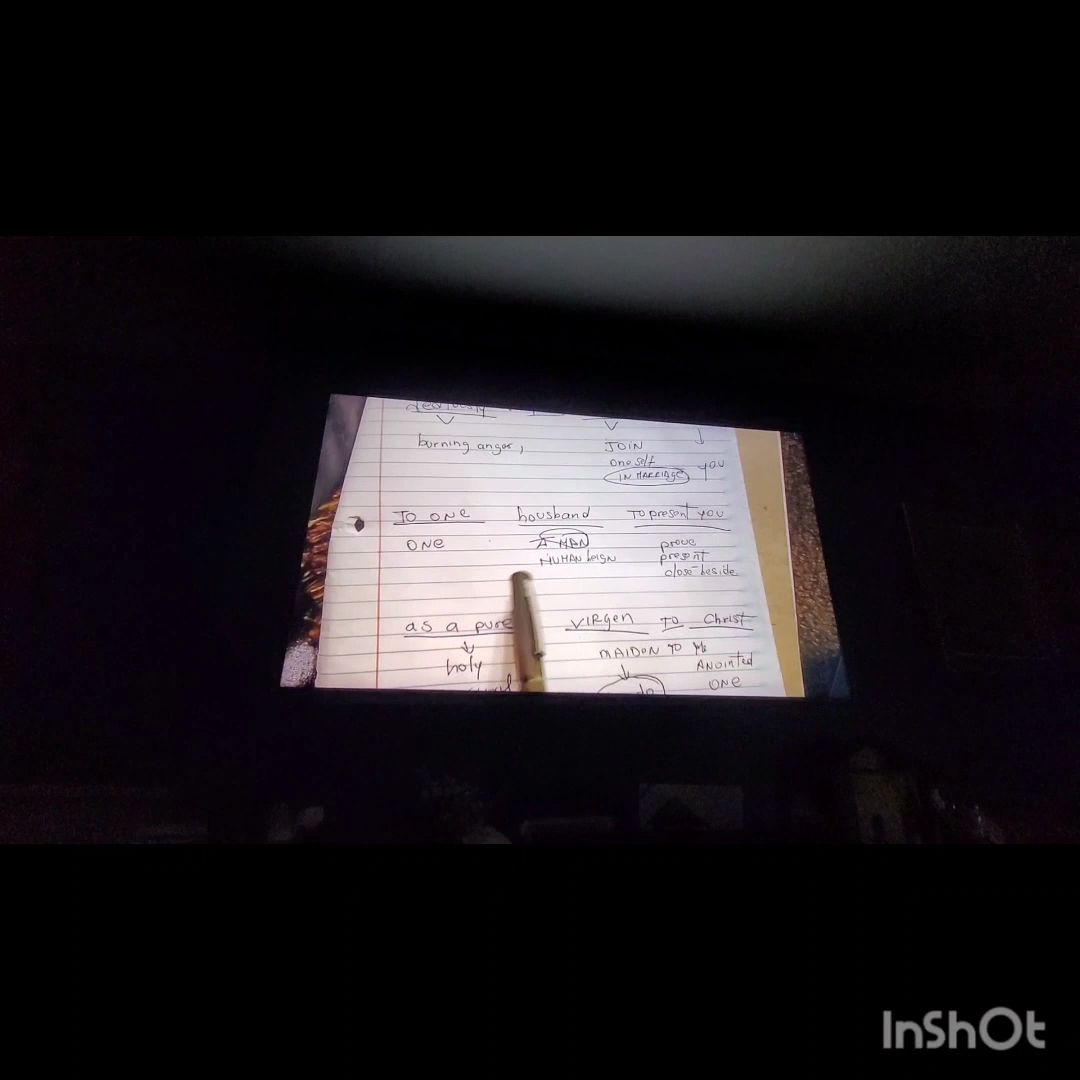 burning anger,
JOIN
one self
IN MARRIAGE
you
TO ONE housband TO present you
ONE A MAN prove
HUMAN beign present
close-beside
as a pure VIRgen TO Christ
holy MAIDON TO
ANOINTED
ONE
InShOt